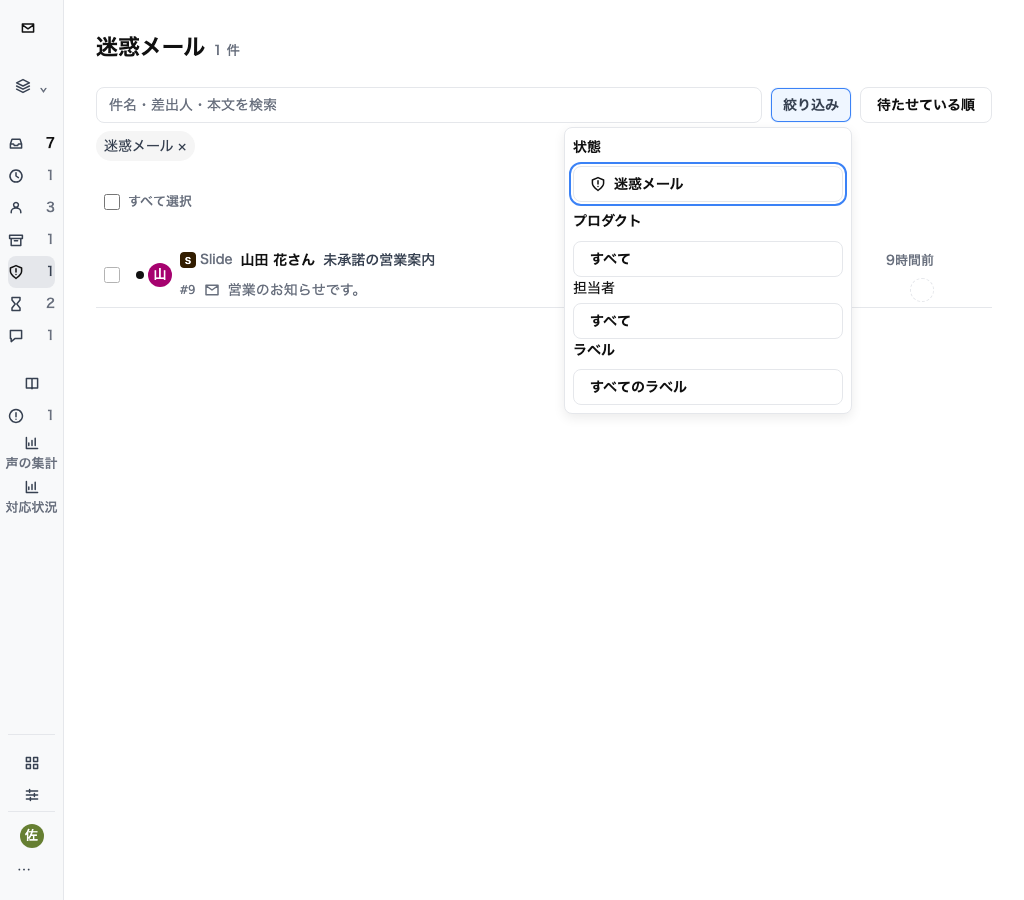 迷惑メール 1 件
件名・差出人・本文を検索
絞り込み
待たせている順
迷惑メール ×
すべて選択
状態
迷惑メール
プロダクト
すべて
担当者
すべて
ラベル
すべてのラベル
S Slide 山田 花さん 未承諾の営業案内
9時間前
山
#9 営業のお知らせです。
7
1
3
1
1
2
1
1
声の集計
対応状況
佐
…